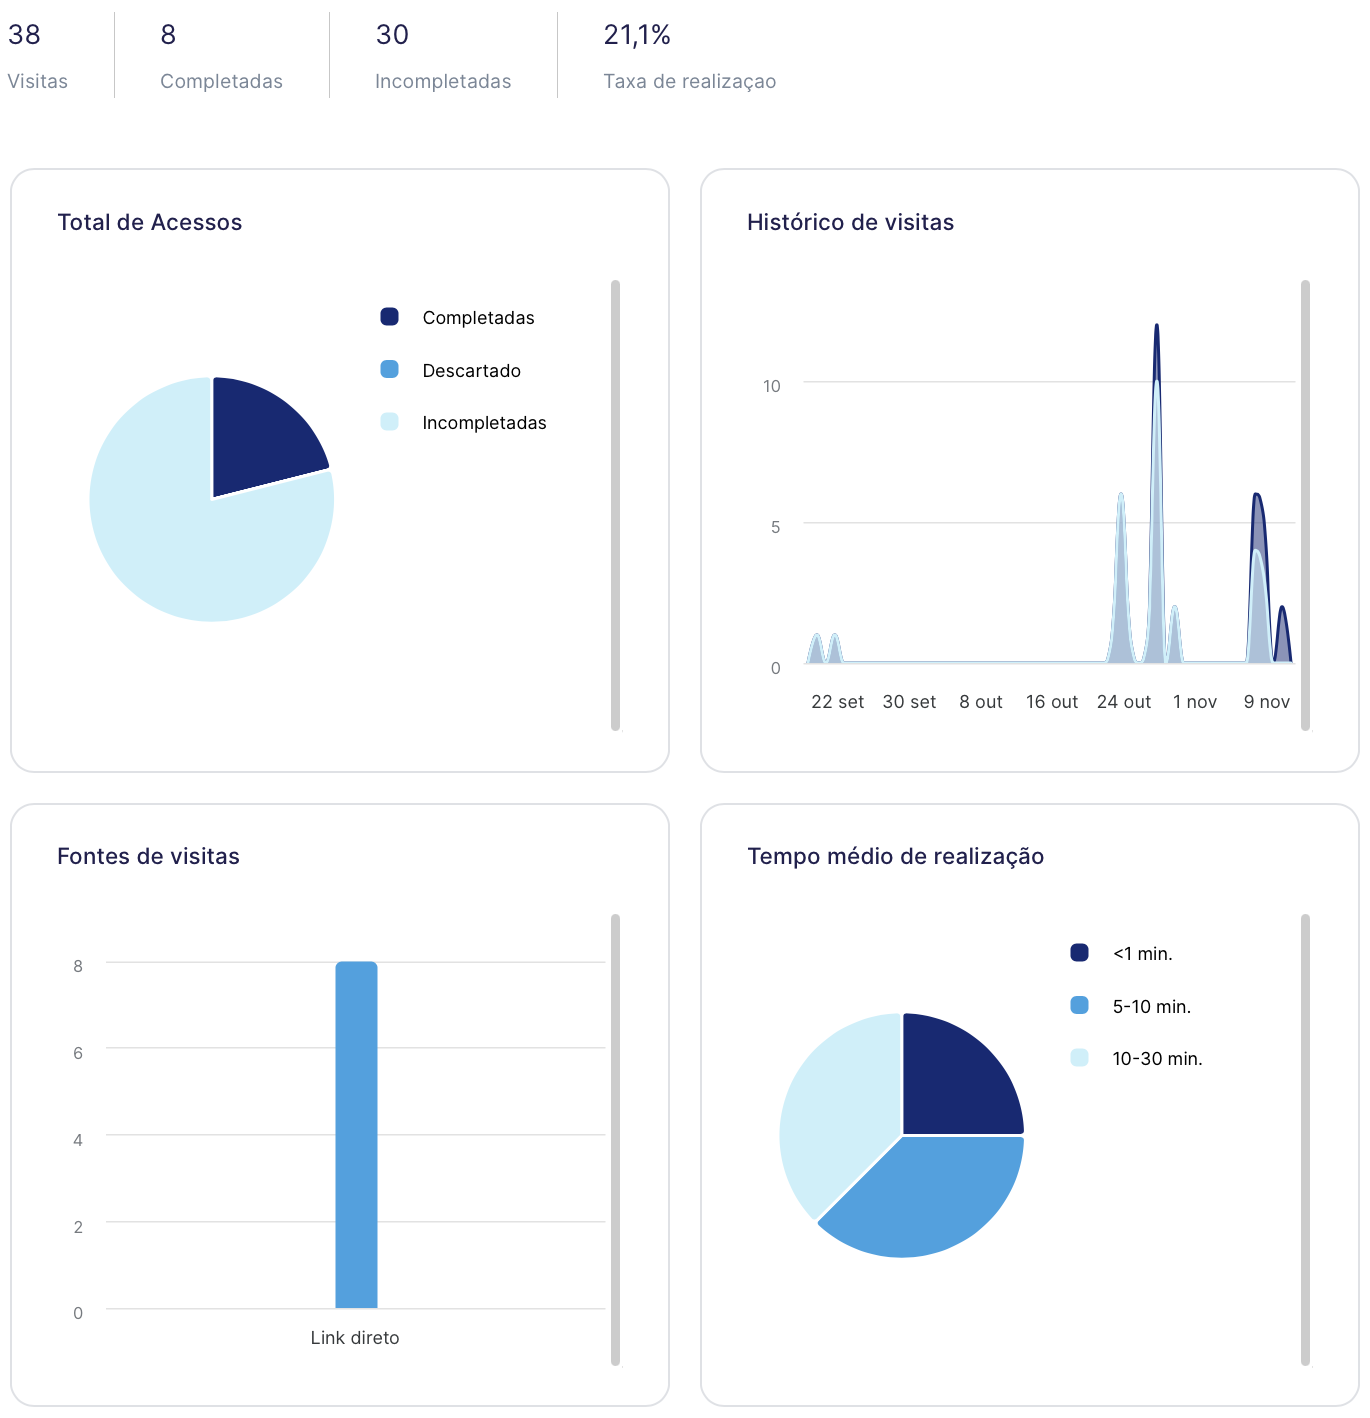 38
8
30
21,1%
Visitas
Completadas
Incompletadas
Taxa de realizaçao
Total de Acessos
Completadas
Descartado
Incompletadas
Histórico de visitas
10
5
0
22 set
30 set
8 out
16 out
24 out
1 nov
9 nov
Fontes de visitas
8
6
4
2
0
Link direto
Tempo médio de realização
<1 min.
5-10 min.
10-30 min.